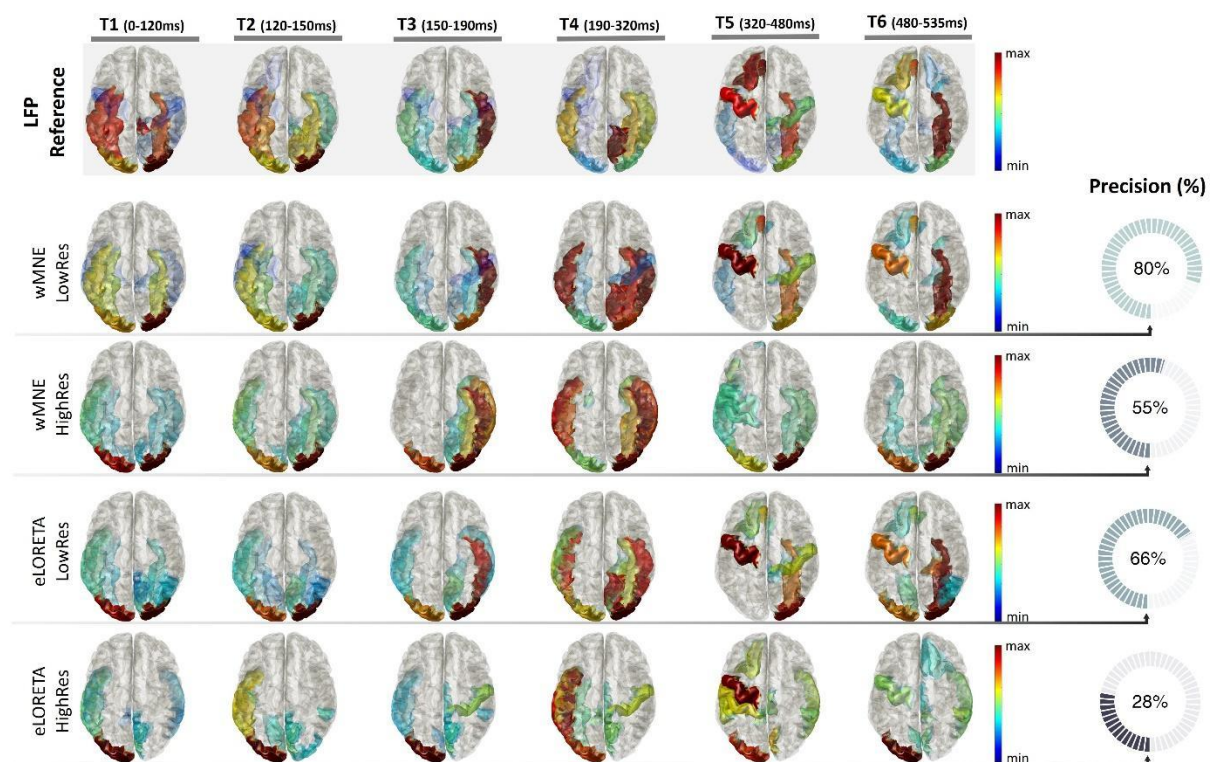 T1 (0-120ms) T2 (120-150ms) T3 (150-190ms) T4 (190-320ms) T5 (320-480ms) T6 (480-535ms)
LFP
Reference
max
min
Precision (%)
wMNE
LowRes
max
min
80%
wMNE
HighRes
max
min
55%
eLORETA
LowRes
max
min
66%
eLORETA
HighRes
max
min
28%